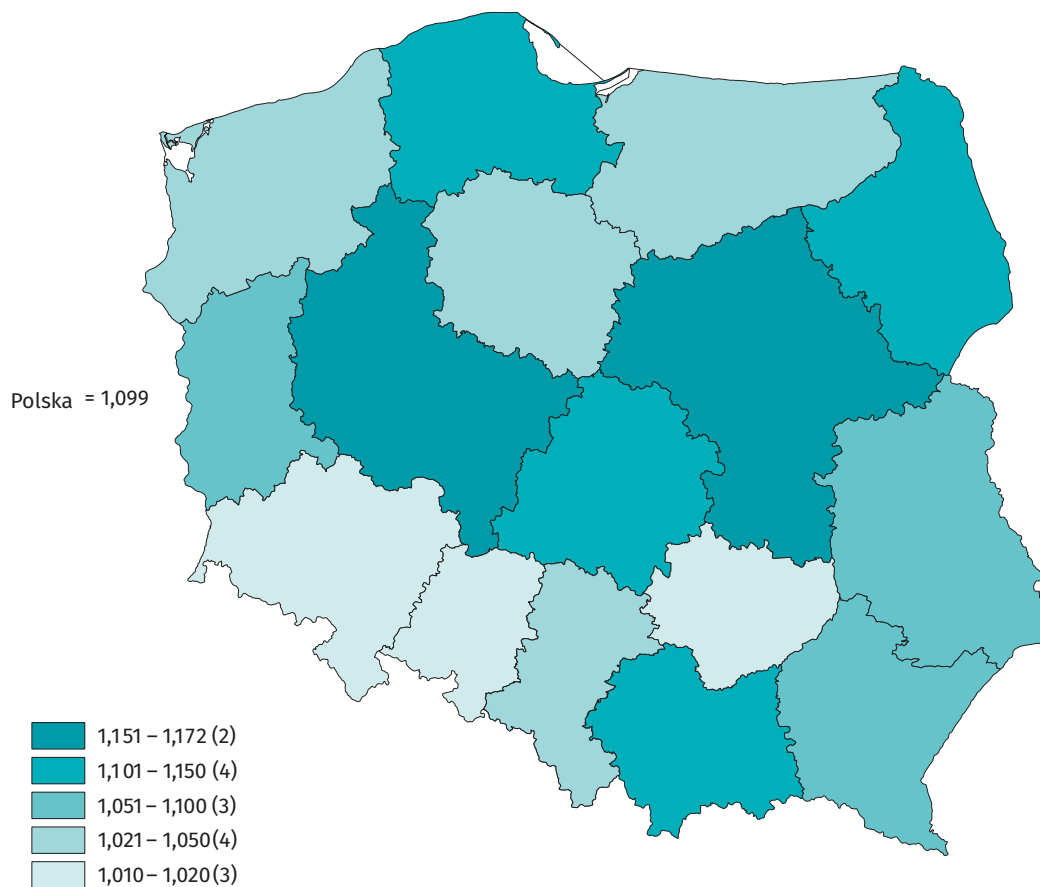 Polska = 1,099
1,151 – 1,172 (2)
1,101 – 1,150 (4)
1,051 – 1,100 (3)
1,021 – 1,050 (4)
1,010 – 1,020 (3)